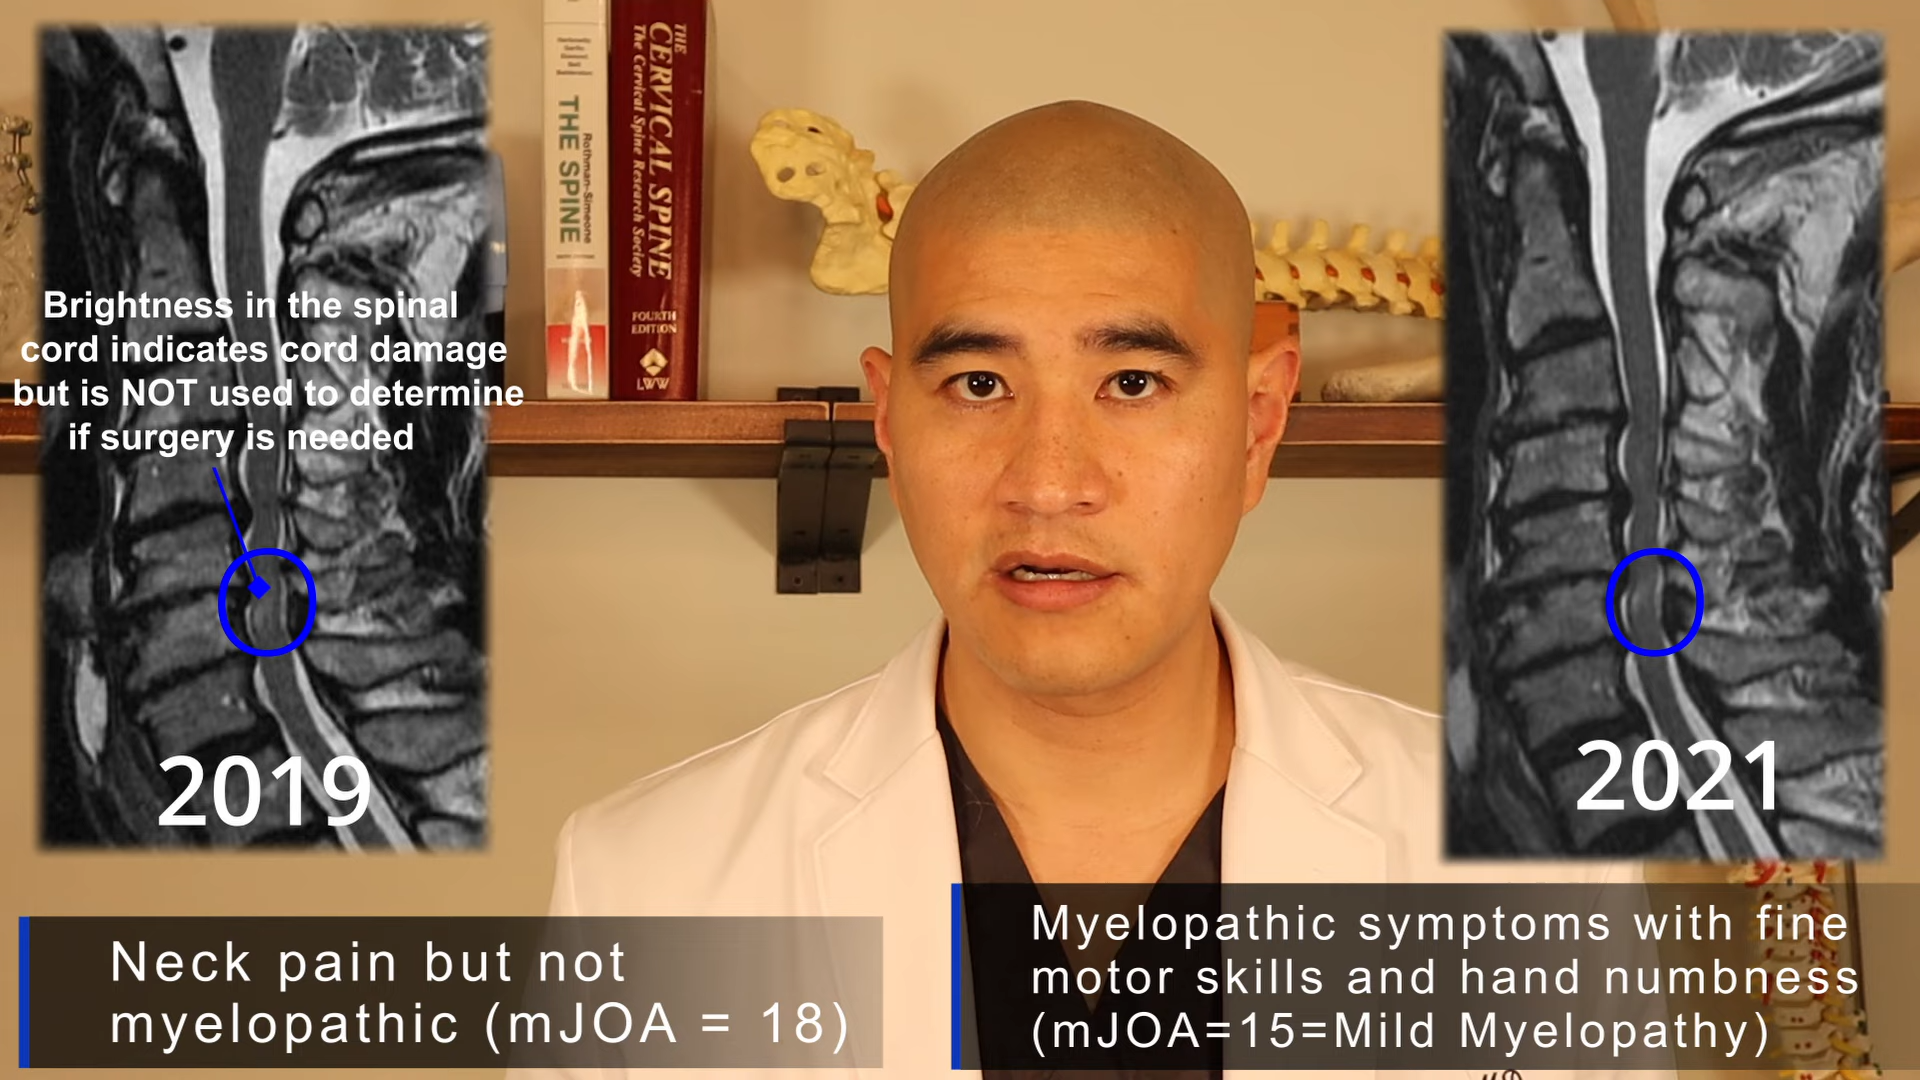 THE
CERVICAL SPINE
The Cervical Spine Research Society
FOURTH
EDITION
LWW
Rothman-Simeone
THE SPINE
Brightness in the spinal
cord indicates cord damage
but is NOT used to determine
if surgery is needed
2019
2021
Neck pain but not
myelopathic (mJOA = 18)
Myelopathic symptoms with fine
motor skills and hand numbness
(mJOA=15=Mild Myelopathy)